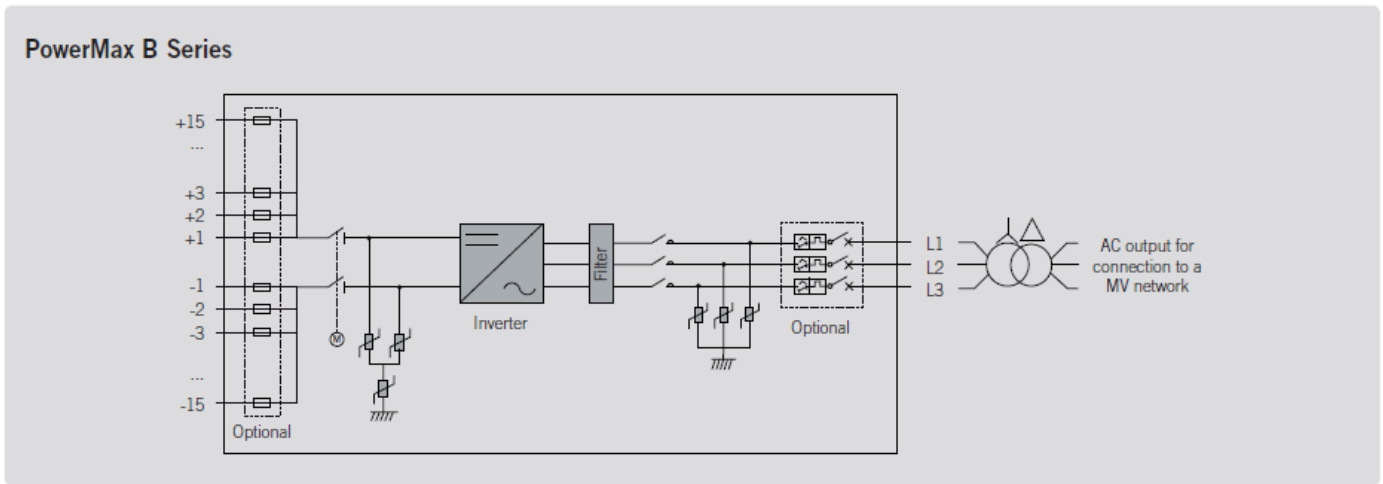 PowerMax B Series
+15
...
+3
+2
+1
-1
-2
-3
...
-15
Optional
M
Inverter
Filter
Optional
L1
L2
L3
AC output for
connection to a
MV network